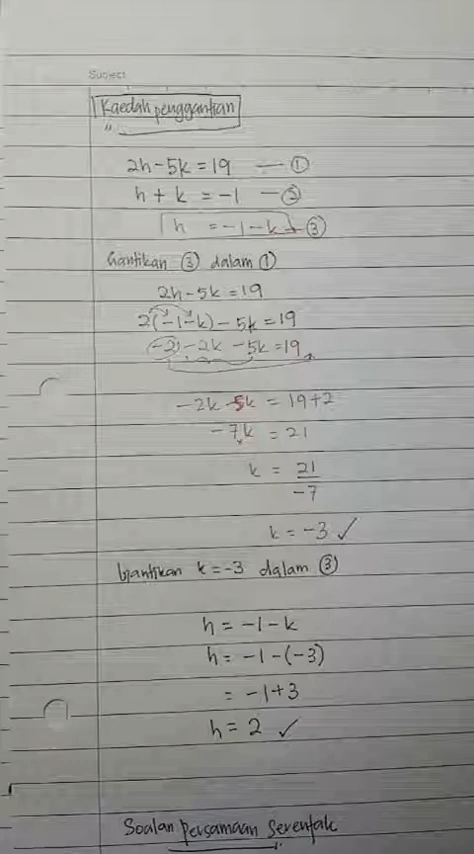 Subject
Kaedah penggantian
2h-5k=19 — ①
h + k = -1 — ②
h = -1-k — ③
Gantikan ③ dalam ①
2h-5k=19
2(-1-k)-5k=19
-2-2k-5k=19
-2k-5k = 19+2
-7k = 21
k = 21/-7
k = -3 ✓
Gantikan k=-3 dalam ③
h = -1-k
h = -1-(-3)
= -1+3
h = 2 ✓
Soalan persamaan serentak